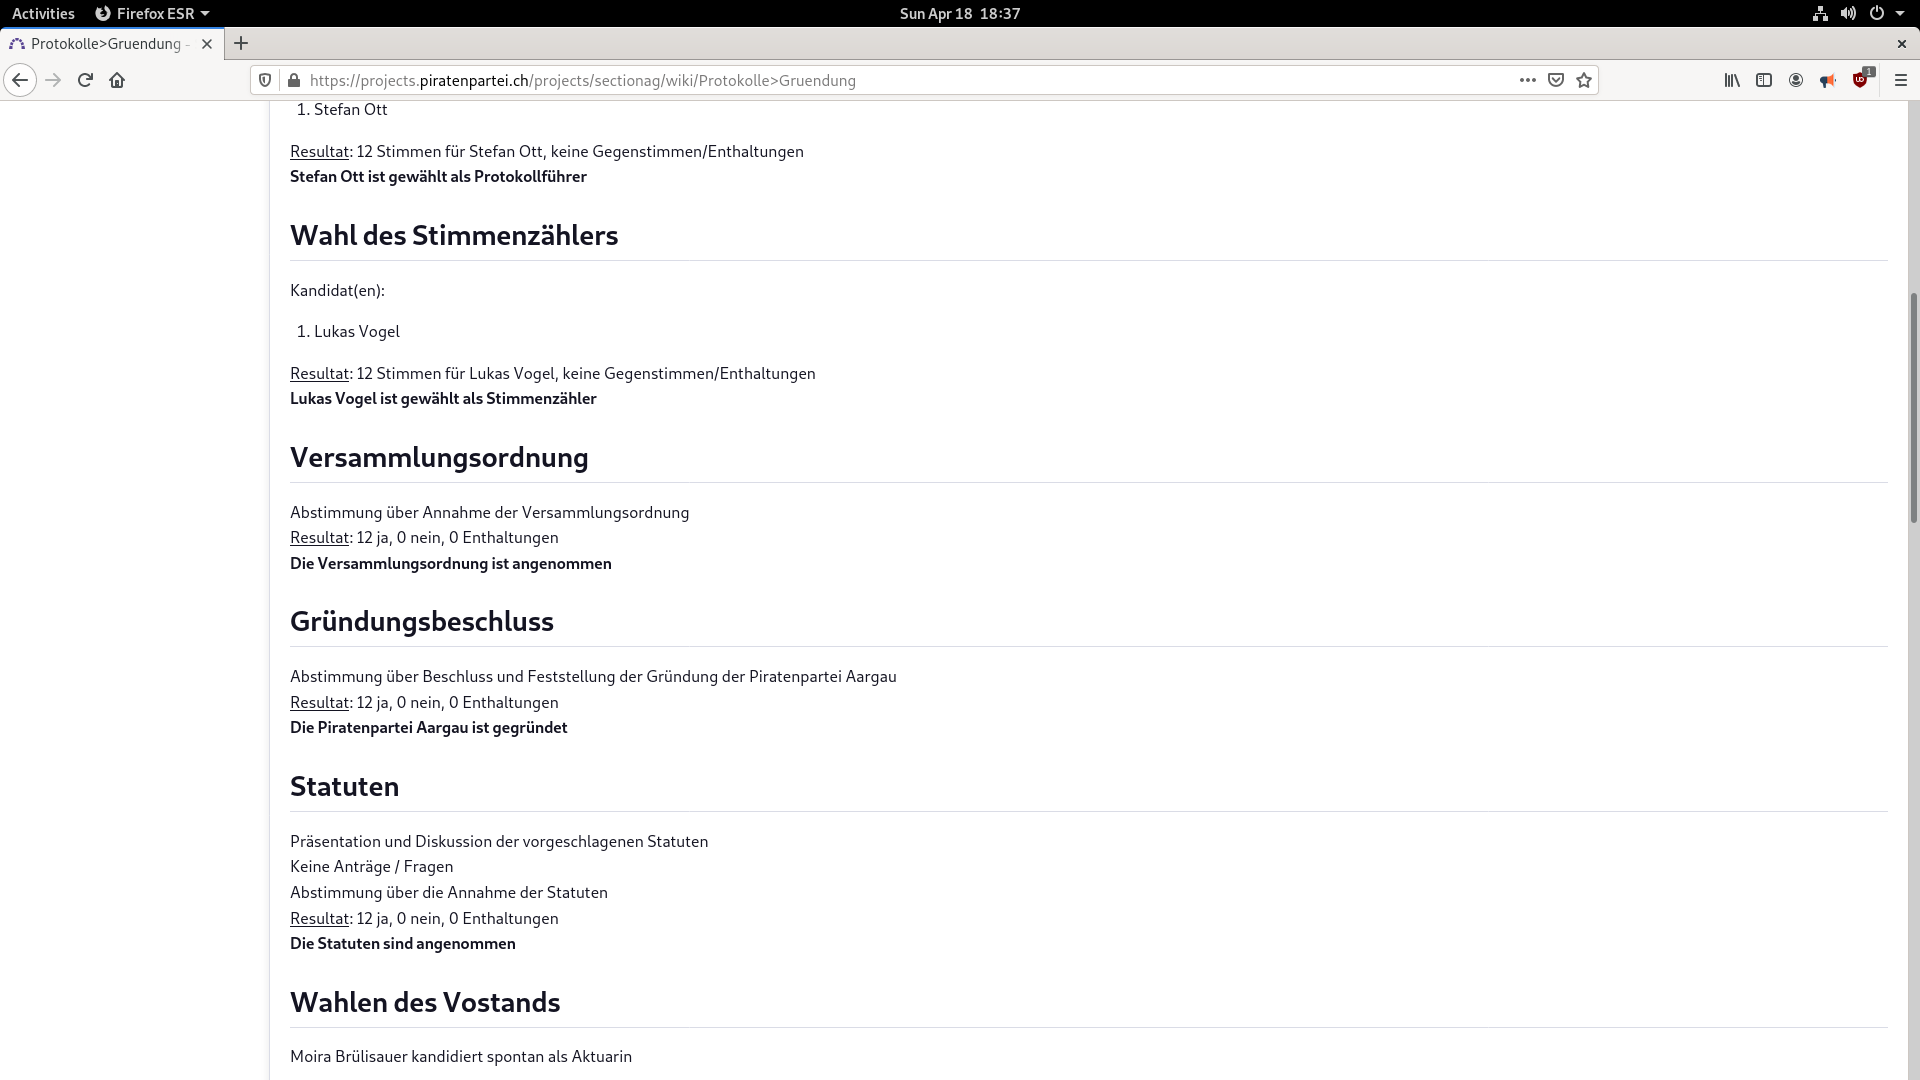 Activities
Firefox ESR
Sun Apr 18 18:37
Protokolle>Gruendung -
https://projects.piratenpartei.ch/projects/sectionag/wiki/Protokolle>Gruendung
1
1. Stefan Ott
Resultat: 12 Stimmen für Stefan Ott, keine Gegenstimmen/Enthaltungen
Stefan Ott ist gewählt als Protokollführer
Wahl des Stimmenzählers
Kandidat(en):
1. Lukas Vogel
Resultat: 12 Stimmen für Lukas Vogel, keine Gegenstimmen/Enthaltungen
Lukas Vogel ist gewählt als Stimmenzähler
Versammlungsordnung
Abstimmung über Annahme der Versammlungsordnung
Resultat: 12 ja, 0 nein, 0 Enthaltungen
Die Versammlungsordnung ist angenommen
Gründungsbeschluss
Abstimmung über Beschluss und Feststellung der Gründung der Piratenpartei Aargau
Resultat: 12 ja, 0 nein, 0 Enthaltungen
Die Piratenpartei Aargau ist gegründet
Statuten
Präsentation und Diskussion der vorgeschlagenen Statuten
Keine Anträge / Fragen
Abstimmung über die Annahme der Statuten
Resultat: 12 ja, 0 nein, 0 Enthaltungen
Die Statuten sind angenommen
Wahlen des Vostands
Moira Brülisauer kandidiert spontan als Aktuarin